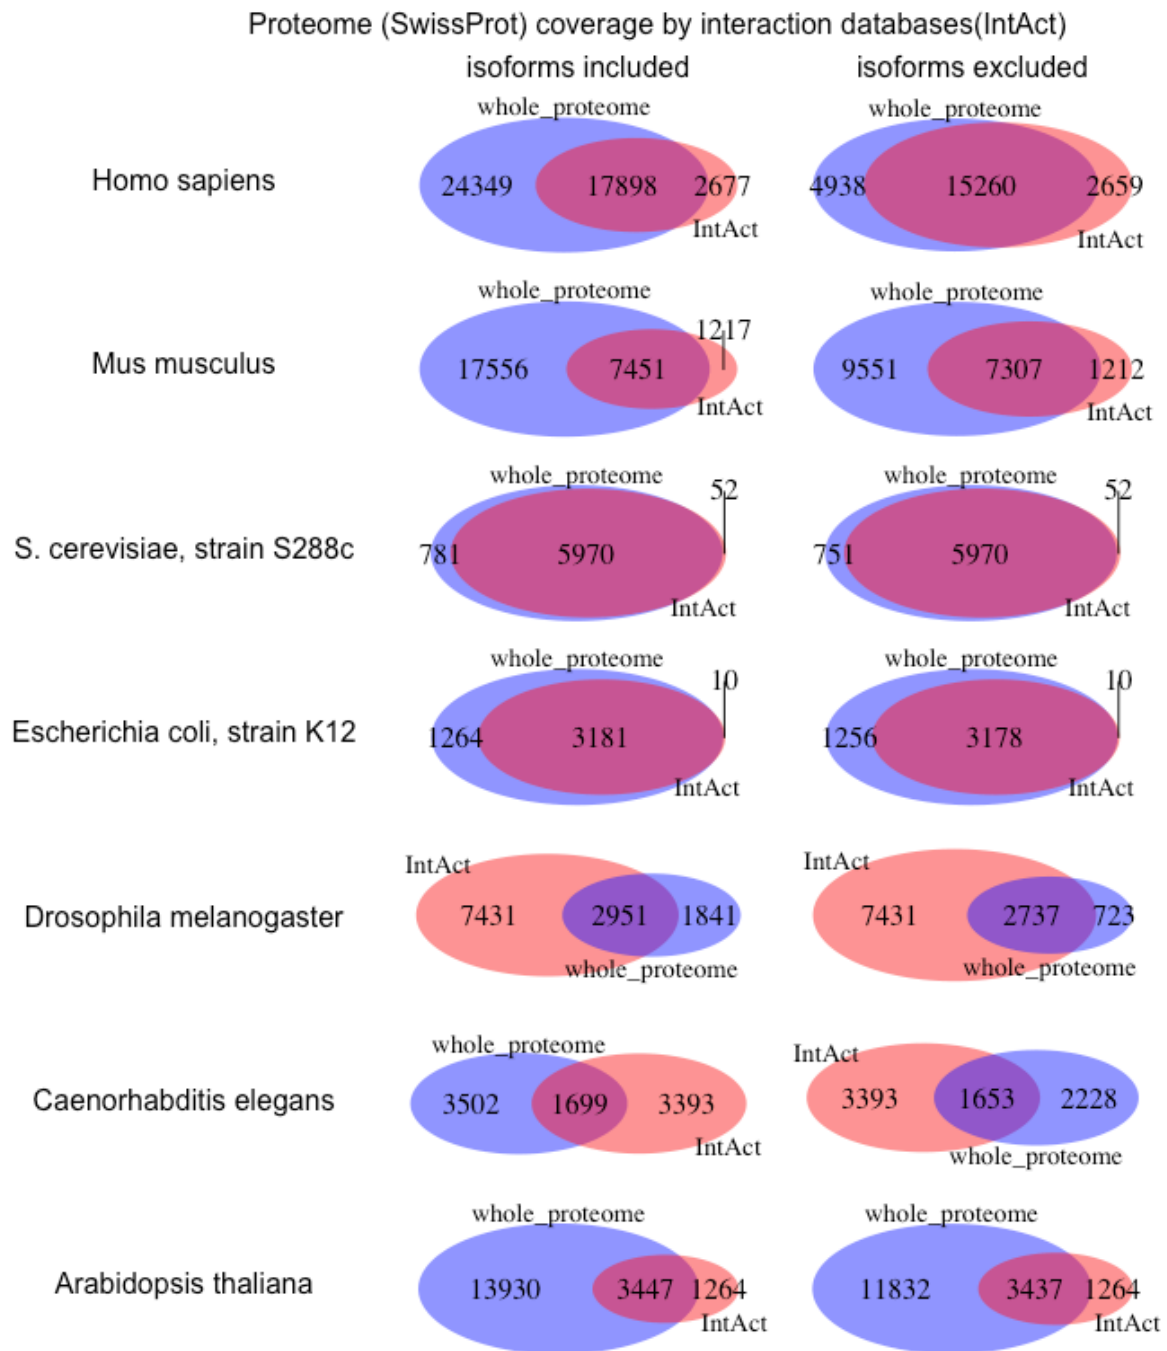 Proteome (SwissProt) coverage by interaction databases(IntAct)
isoforms included isoforms excluded
whole_proteome whole_proteome
Homo sapiens 24349 17898 2677 4938 15260 2659
IntAct IntAct
whole_proteome whole_proteome
1217
Mus musculus 17556 7451 9551 7307 1212
IntAct IntAct
whole_proteome whole_proteome
52 52
S. cerevisiae, strain S288c 781 5970 751 5970
IntAct IntAct
whole_proteome whole_proteome
10 10
Escherichia coli, strain K12 1264 3181 1256 3178
IntAct IntAct
IntAct IntAct
Drosophila melanogaster 7431 2951 1841 7431 2737 723
whole_proteome whole_proteome
whole_proteome IntAct
Caenorhabditis elegans 3502 1699 3393 3393 1653 2228
IntAct whole_proteome
whole_proteome whole_proteome
Arabidopsis thaliana 13930 3447 1264 11832 3437 1264
IntAct IntAct